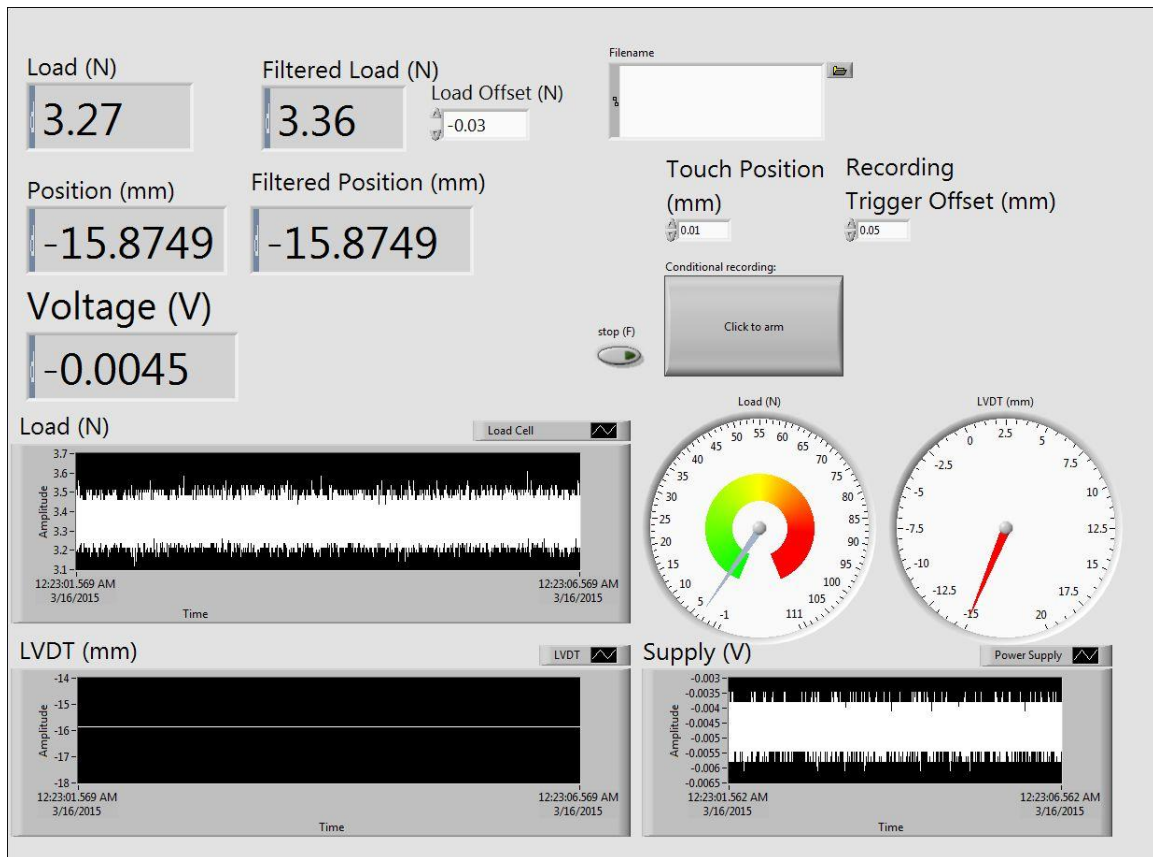 Load (N)
3.27
Filtered Load (N)
3.36
Load Offset (N)
-0.03
Filename
Position (mm)
-15.8749
Filtered Position (mm)
-15.8749
Touch Position
(mm)
0.01
Recording
Trigger Offset (mm)
0.05
Voltage (V)
-0.0045
stop (F)
Conditional recording:
Click to arm
Load (N)
Load Cell
Amplitude
3.7
3.6
3.5
3.4
3.3
3.2
3.1
12:23:01.569 AM
3/16/2015
12:23:06.569 AM
3/16/2015
Time
Load (N)
-1
5
10
15
20
25
30
35
40
45
50
55
60
65
70
75
80
85
90
95
100
105
111
LVDT (mm)
-15
-12.5
-10
-7.5
-5
-2.5
0
2.5
5
7.5
10
12.5
15
17.5
20
LVDT (mm)
LVDT
Amplitude
-14
-15
-16
-17
-18
12:23:01.569 AM
3/16/2015
12:23:06.569 AM
3/16/2015
Time
Supply (V)
Power Supply
Amplitude
-0.003
-0.0035
-0.004
-0.0045
-0.005
-0.0055
-0.006
-0.0065
12:23:01.562 AM
3/16/2015
12:23:06.562 AM
3/16/2015
Time